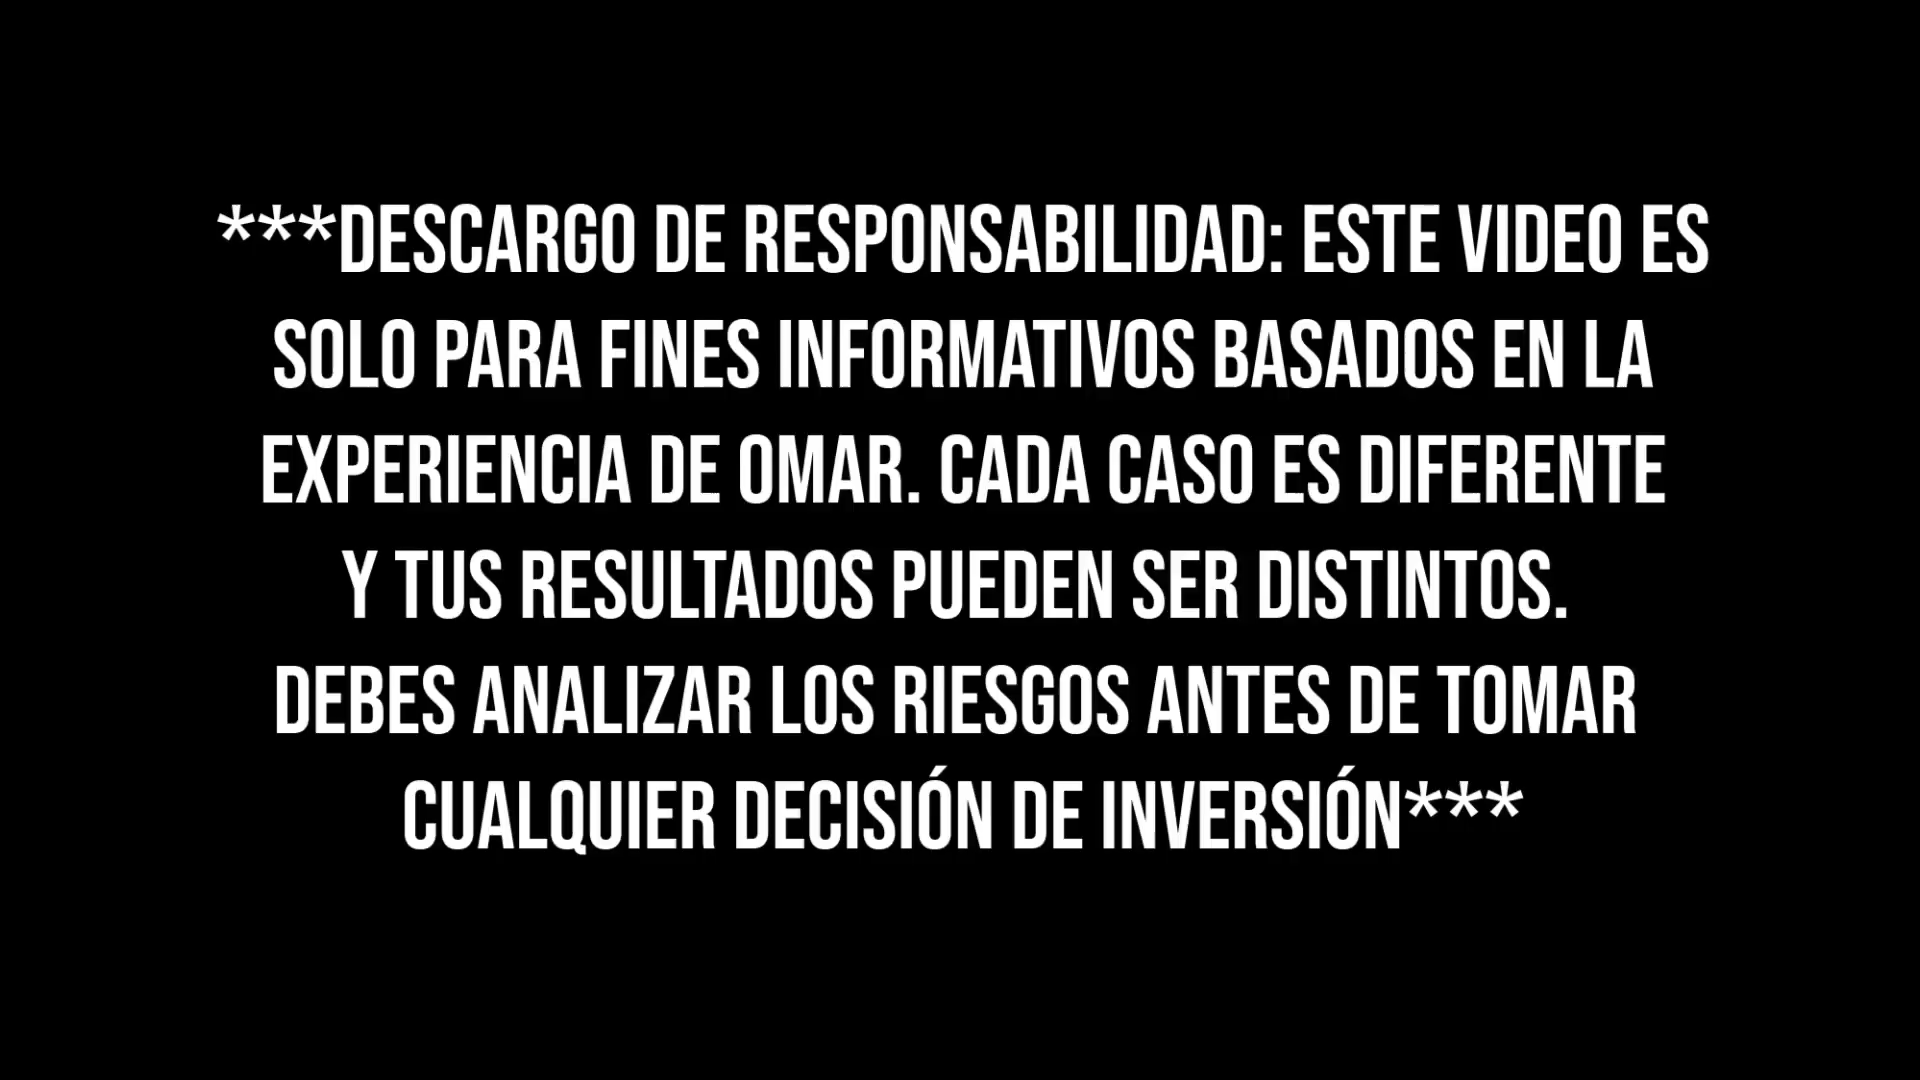 ***DESCARGO DE RESPONSABILIDAD: ESTE VIDEO ES
SOLO PARA FINES INFORMATIVOS BASADOS EN LA
EXPERIENCIA DE OMAR. CADA CASO ES DIFERENTE
Y TUS RESULTADOS PUEDEN SER DISTINTOS.
DEBES ANALIZAR LOS RIESGOS ANTES DE TOMAR
CUALQUIER DECISIÓN DE INVERSIÓN***